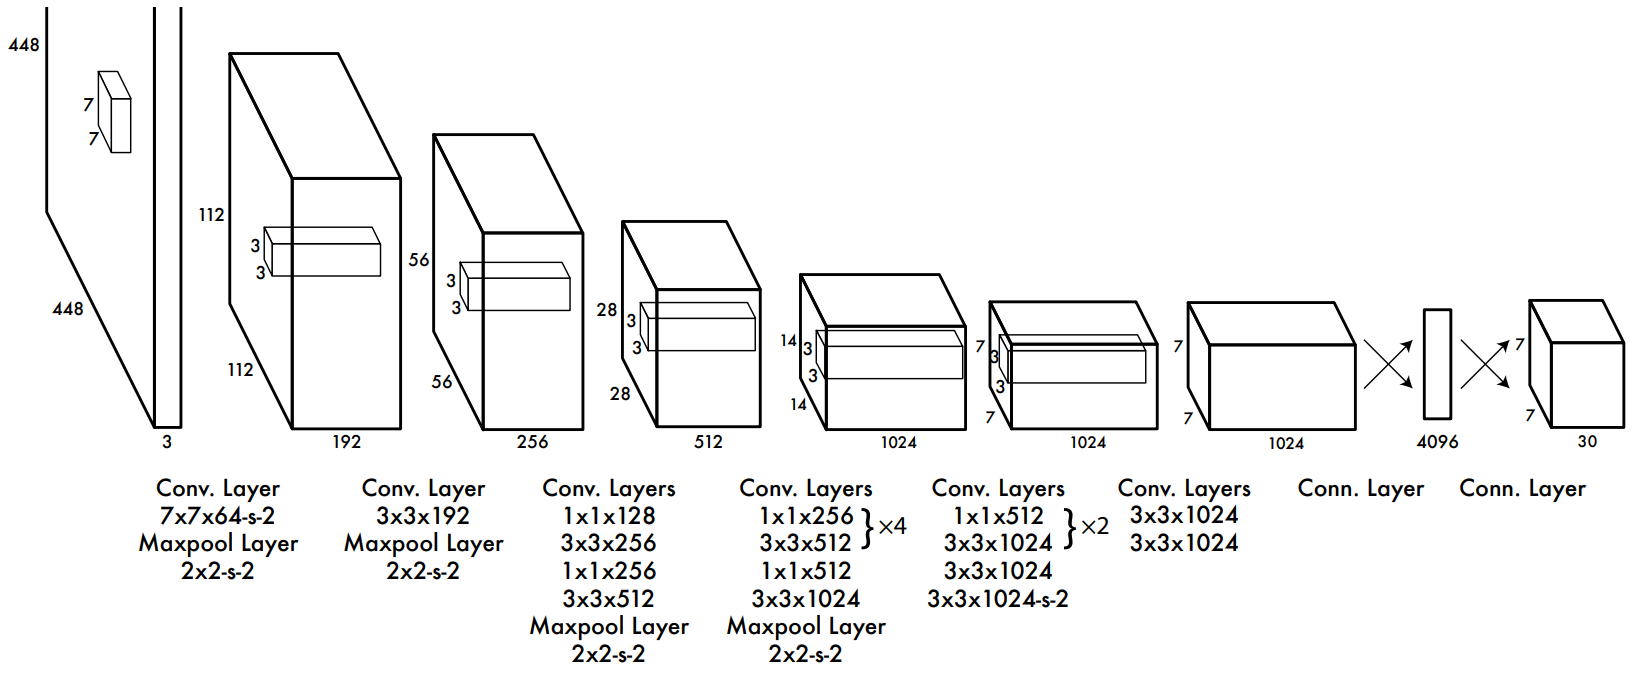 448
7
7
448
3
112
3
3
112
192
56
3
3
56
256
28
3
3
28
512
14
3
3
14
1024
7
3
3
7
1024
7
7
1024
4096
7
7
30
Conv. Layer
7x7x64-s-2
Maxpool Layer
2x2-s-2
Conv. Layer
3x3x192
Maxpool Layer
2x2-s-2
Conv. Layers
1x1x128
3x3x256
1x1x256
3x3x512
Maxpool Layer
2x2-s-2
Conv. Layers
1x1x256
3x3x512
}×4
1x1x512
3x3x1024
Maxpool Layer
2x2-s-2
Conv. Layers
1x1x512
3x3x1024
}×2
3x3x1024
3x3x1024-s-2
Conv. Layers
3x3x1024
3x3x1024
Conn. Layer
Conn. Layer